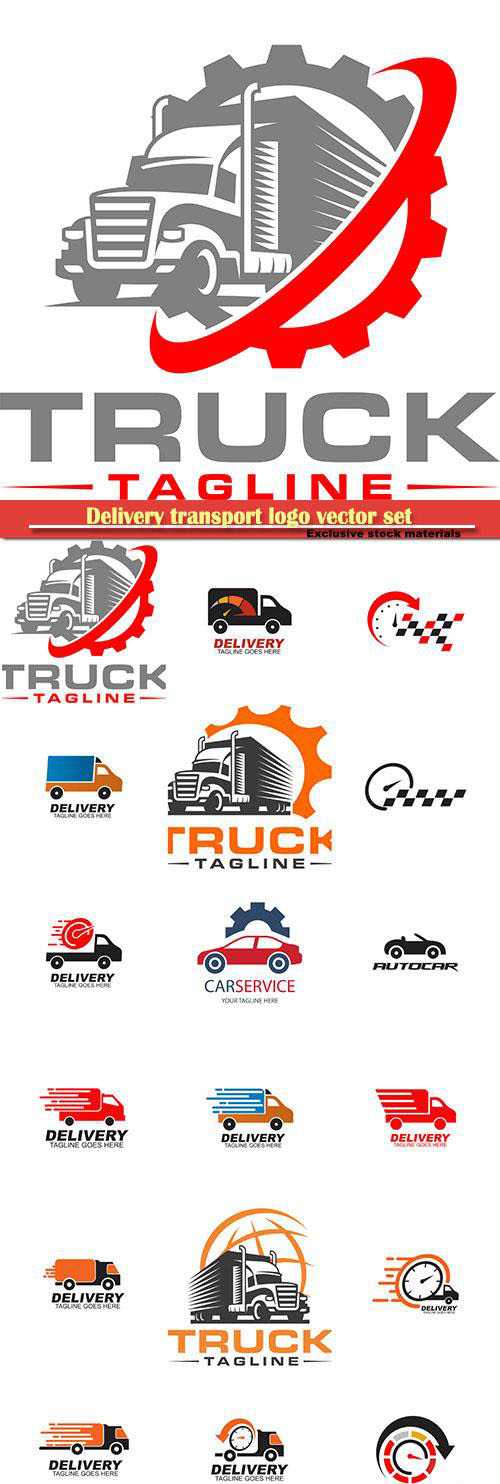 TRUCK
TAGLINE
Delivery transport logo vector set
Exclusive stock materials
TRUCK
TAGLINE
DELIVERY
TAGLINE GOES HERE
DELIVERY
TAGLINE GOES HERE
TRUCK
TAGLINE
DELIVERY
TAGLINE GOES HERE
CARSERVICE
YOUR TAGLINE HERE
AUTOCAR
DELIVERY
TAGLINE GOES HERE
DELIVERY
TAGLINE GOES HERE
DELIVERY
TAGLINE GOES HERE
DELIVERY
TAGLINE GOES HERE
TRUCK
TAGLINE
DELIVERY
TAGLINE GOES HERE
DELIVERY
TAGLINE GOES HERE
DELIVERY
TAGLINE GOES HERE